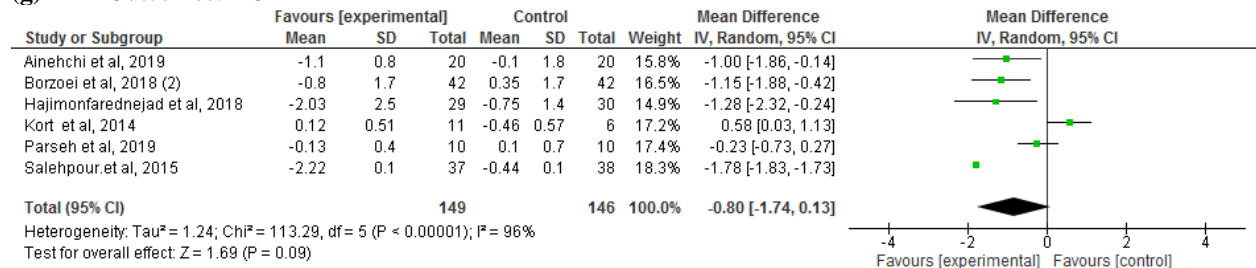 Favours [experimental] Control Mean Difference Mean Difference
Study or Subgroup Mean SD Total Mean SD Total Weight IV, Random, 95% CI IV, Random, 95% CI
Ainehchi et al, 2019 -1.1 0.8 20 -0.1 1.8 20 15.8% -1.00 [-1.86, -0.14]
Borzoei et al, 2018 (2) -0.8 1.7 42 0.35 1.7 42 16.5% -1.15 [-1.88, -0.42]
Hajimonfarednejad et al, 2018 -2.03 2.5 29 -0.75 1.4 30 14.9% -1.28 [-2.32, -0.24]
Kort et al, 2014 0.12 0.51 11 -0.46 0.57 6 17.2% 0.58 [0.03, 1.13]
Parseh et al, 2019 -0.13 0.4 10 0.1 0.7 10 17.4% -0.23 [-0.73, 0.27]
Salehpour.et al, 2015 -2.22 0.1 37 -0.44 0.1 38 18.3% -1.78 [-1.83, -1.73]
Total (95% CI) 149 146 100.0% -0.80 [-1.74, 0.13]
Heterogeneity: Tau² = 1.24; Chi² = 113.29, df = 5 (P < 0.00001); I² = 96%
Test for overall effect: Z = 1.69 (P = 0.09)
-4 -2 0 2 4
Favours [experimental] Favours [control]